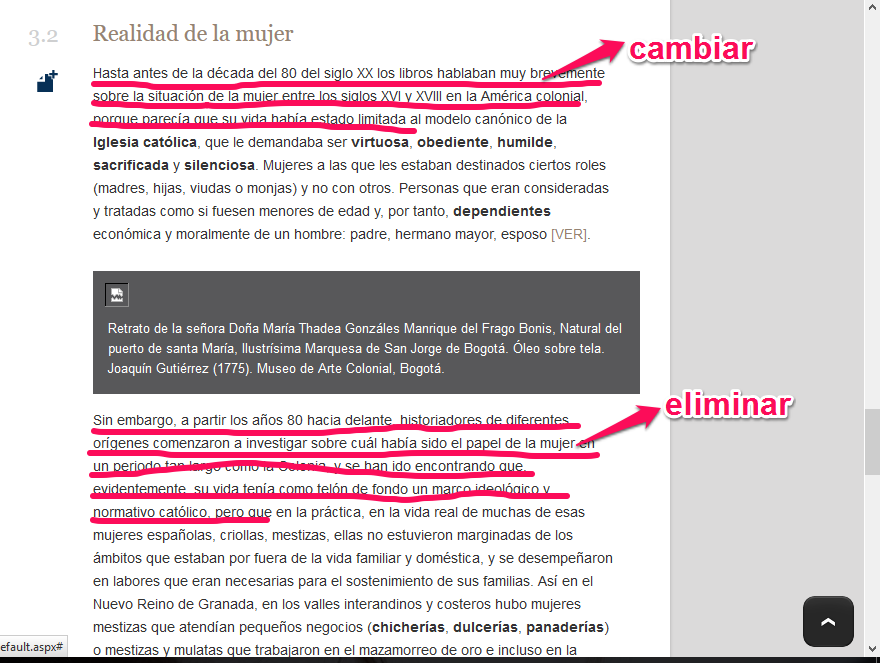 3.2 Realidad de la mujer
cambiar
Hasta antes de la década del 80 del siglo XX los libros hablaban muy brevemente
sobre la situación de la mujer entre los siglos XVI y XVIII en la América colonial,
porque parecía que su vida había estado limitada al modelo canónico de la
Iglesia católica, que le demandaba ser virtuosa, obediente, humilde,
sacrificada y silenciosa. Mujeres a las que les estaban destinados ciertos roles
(madres, hijas, viudas o monjas) y no con otros. Personas que eran consideradas
y tratadas como si fuesen menores de edad y, por tanto, dependientes
económica y moralmente de un hombre: padre, hermano mayor, esposo [VER].
Retrato de la señora Doña María Thadea Gonzáles Manrique del Frago Bonis, Natural del
puerto de santa María, Ilustrísima Marquesa de San Jorge de Bogotá. Óleo sobre tela.
Joaquín Gutiérrez (1775). Museo de Arte Colonial, Bogotá.
eliminar
Sin embargo, a partir los años 80 hacia delante, historiadores de diferentes
orígenes comenzaron a investigar sobre cuál había sido el papel de la mujer en
un periodo tan largo como la Colonia, y se han ido encontrando que,
evidentemente, su vida tenía como telón de fondo un marco ideológico y
normativo católico, pero que en la práctica, en la vida real de muchas de esas
mujeres españolas, criollas, mestizas, ellas no estuvieron marginadas de los
ámbitos que estaban por fuera de la vida familiar y doméstica, y se desempeñaron
en labores que eran necesarias para el sostenimiento de sus familias. Así en el
Nuevo Reino de Granada, en los valles interandinos y costeros hubo mujeres
mestizas que atendían pequeños negocios (chicherías, dulcerías, panaderías)
o mestizas y mulatas que trabajaron en el mazamorreo de oro e incluso en la
efault.aspx#